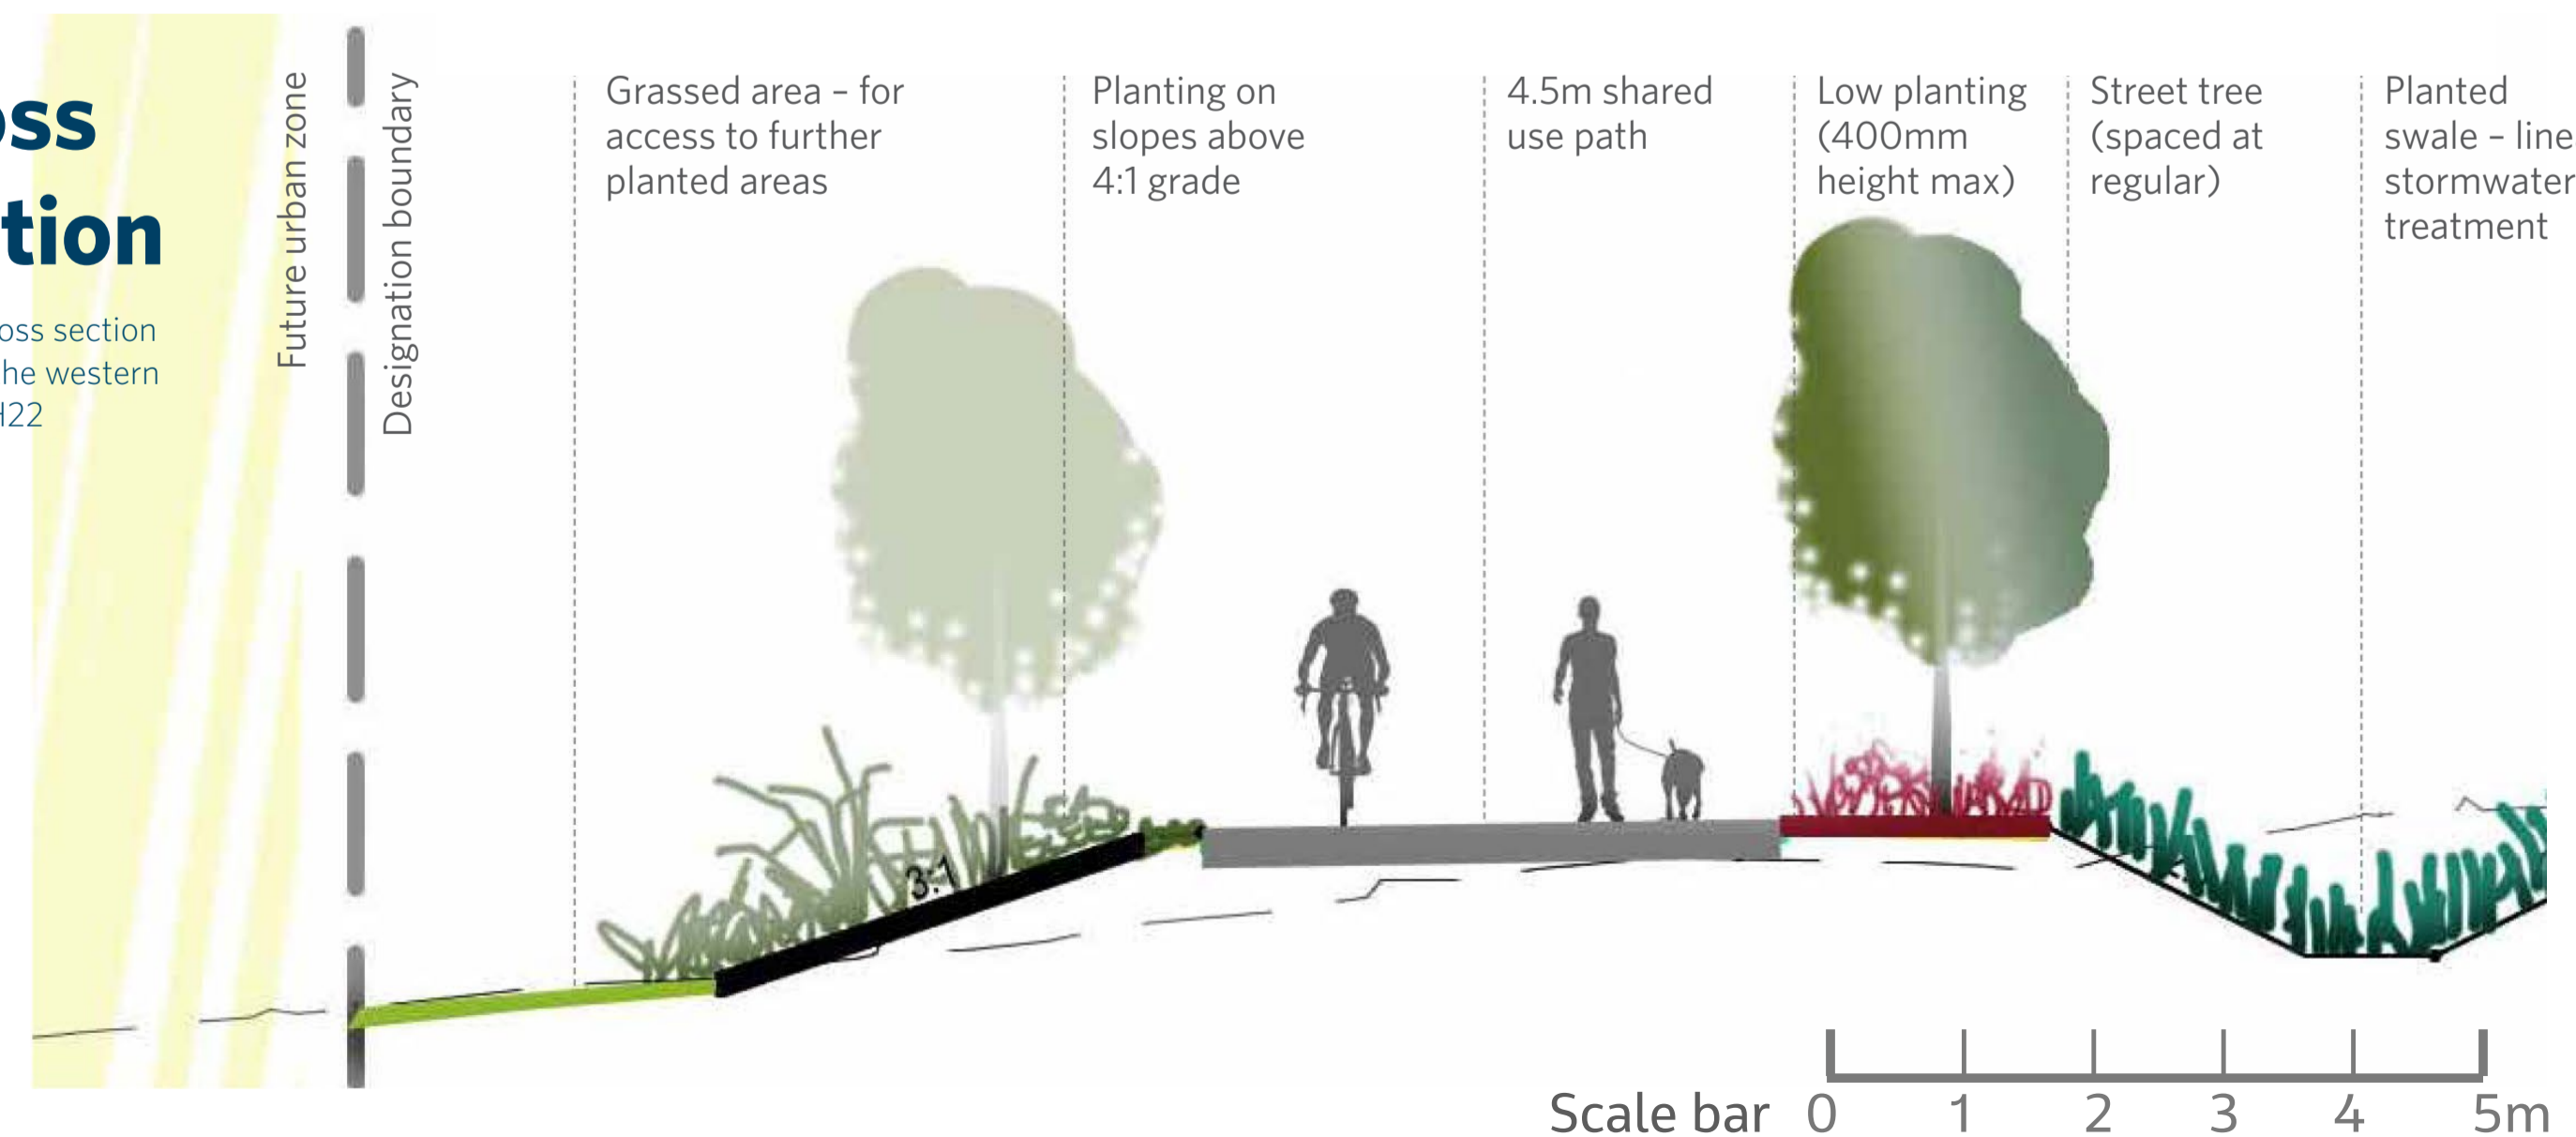 oss
tion
oss section
he western
H22
Future urban zone
Designation boundary
Grassed area – for
access to further
planted areas
Planting on
slopes above
4:1 grade
4.5m shared
use path
Low planting
(400mm
height max)
Street tree
(spaced at
regular)
Planted
swale – line
stormwater
treatment
3:1
Scale bar 0 1 2 3 4 5m